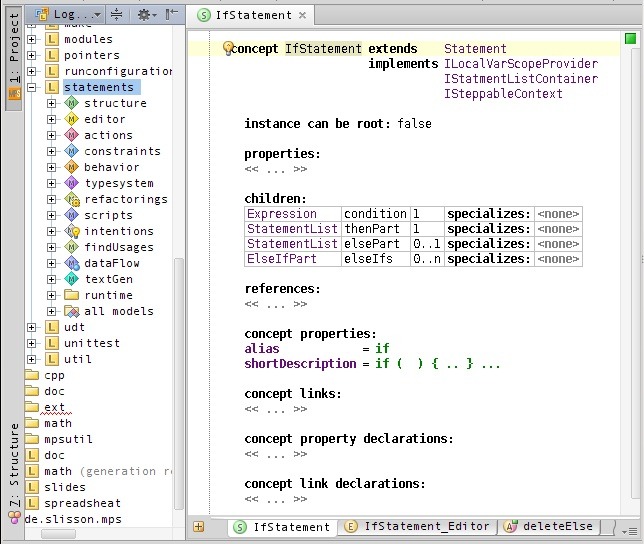 Log...
IfStatement
1: Project
7: Structure
modules
pointers
runconfiguration
statements
structure
editor
actions
constraints
behavior
typesystem
refactorings
scripts
intentions
findUsages
dataFlow
textGen
runtime
all models
udt
unittest
util
cpp
doc
ext
math
mpsutil
doc
math (generation re
slides
spreadsheat
de.slisson.mps
concept IfStatement extends Statement
implements ILocalVarScopeProvider
IStatmentListContainer
ISteppableContext
instance can be root: false
properties:
<< ... >>
children:
Expression condition 1 specializes: <none>
StatementList thenPart 1 specializes: <none>
StatementList elsePart 0..1 specializes: <none>
ElseIfPart elseIfs 0..n specializes: <none>
references:
<< ... >>
concept properties:
alias = if
shortDescription = if ( ) { .. } ...
concept links:
<< ... >>
concept property declarations:
<< ... >>
concept link declarations:
<< ... >>
IfStatement IfStatement_Editor deleteElse